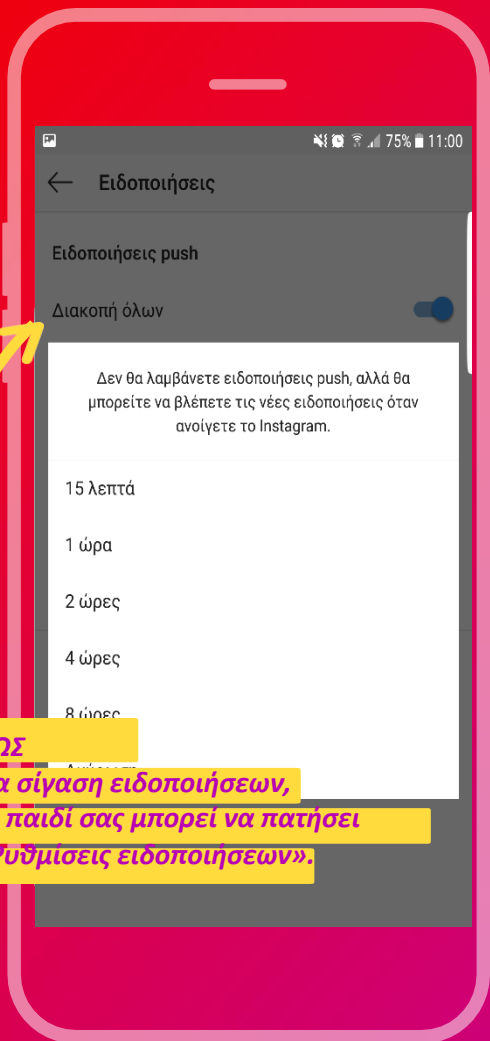 75% 11:00
Ειδοποιήσεις
Ειδοποιήσεις push
Διακοπή όλων
Δεν θα λαμβάνετε ειδοποιήσεις push, αλλά θα
μπορείτε να βλέπετε τις νέες ειδοποιήσεις όταν
ανοίγετε το Instagram.
15 λεπτά
1 ώρα
2 ώρες
4 ώρες
8 ώρες
σίγαση ειδοποιήσεων,
παιδί σας μπορεί να πατήσει